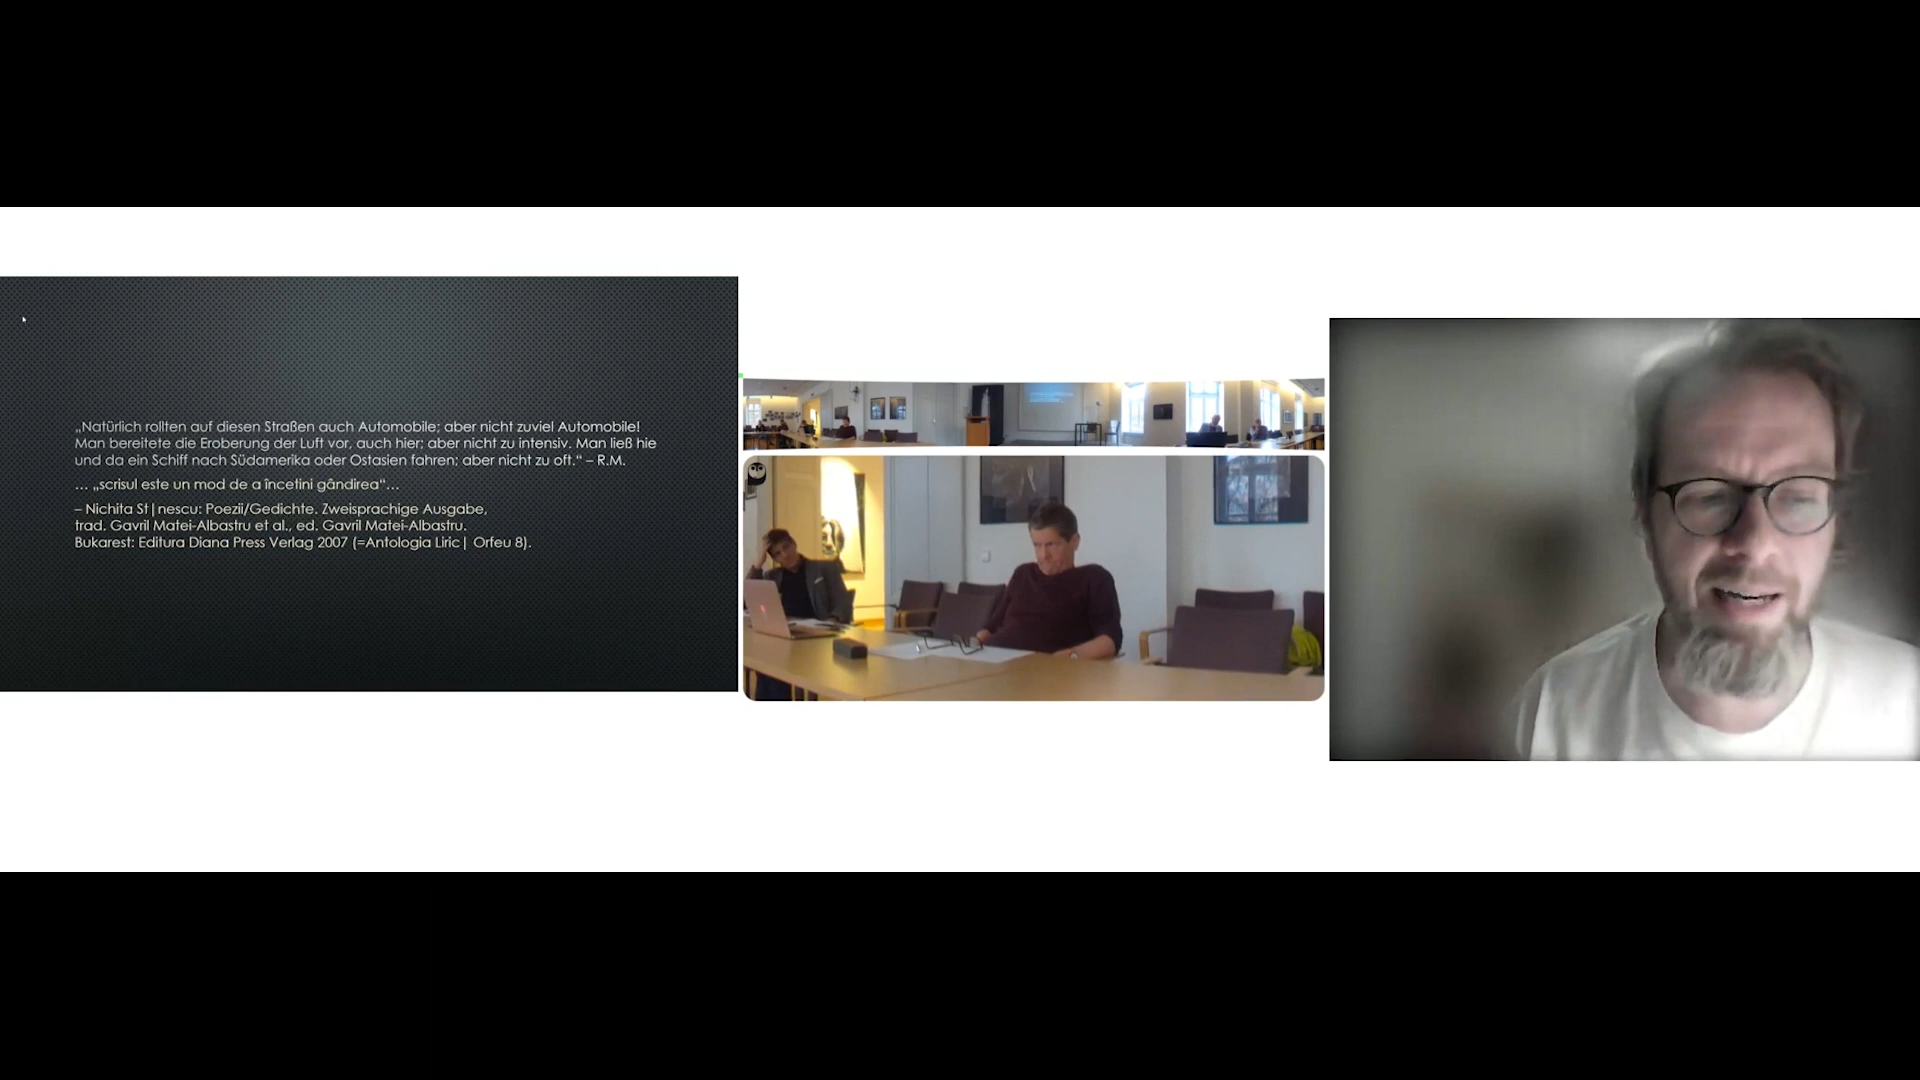 „Natürlich rollten auf diesen Straßen auch Automobile; aber nicht zuviel Automobile!
Man bereitete die Eroberung der Luft vor, auch hier; aber nicht zu intensiv. Man ließ hie
und da ein Schiff nach Südamerika oder Ostasien fahren; aber nicht zu oft.“ – R.M.
… „scrisul este un mod de a încetini gândirea“…
– Nichita St|nescu: Poezii/Gedichte. Zweisprachige Ausgabe,
trad. Gavril Matei-Albastru et al., ed. Gavril Matei-Albastru.
Bukarest: Editura Diana Press Verlag 2007 (=Antologia Liric| Orfeu 8).